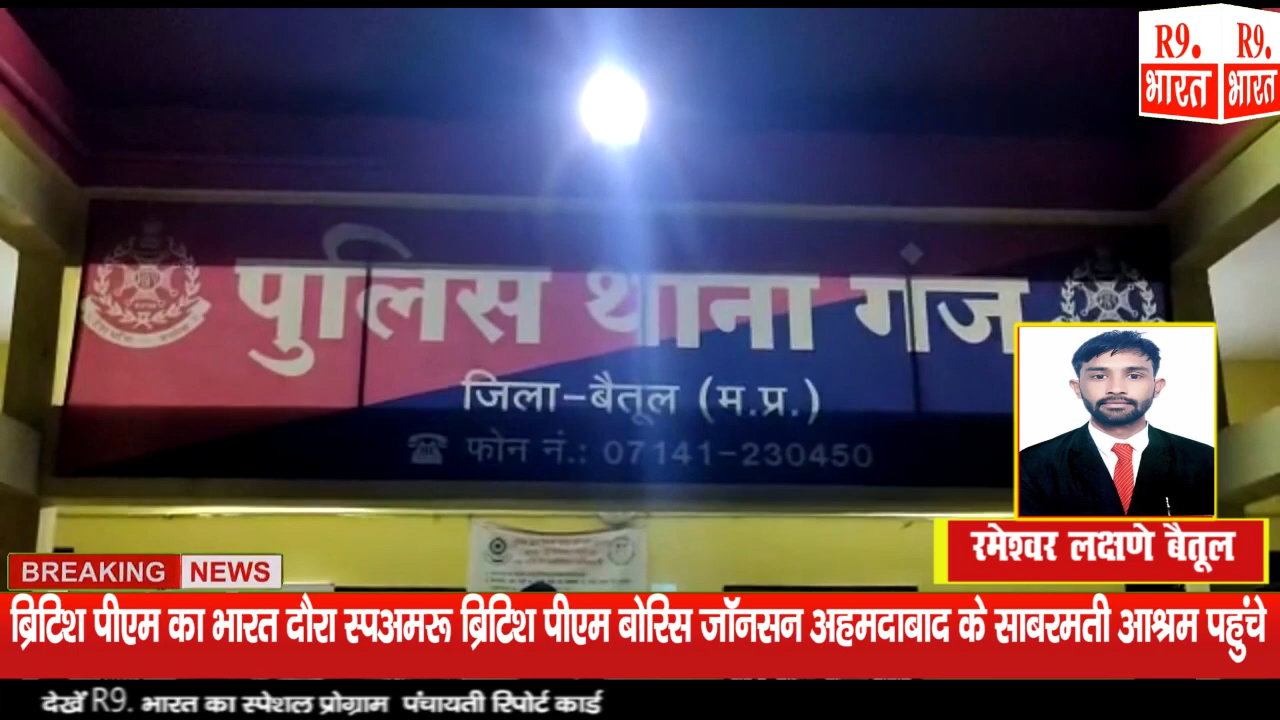 R9.
भारत
R9.
भारत
पुलिस थाना गंज
जिला-बैतूल (म.प्र.)
☎ फोन नं.: 07141-230450
रमेश्वर लक्षणे बैतूल
BREAKING NEWS
ब्रिटिश पीएम का भारत दौरा स्पअमरू ब्रिटिश पीएम बोरिस जॉनसन अहमदाबाद के साबरमती आश्रम पहुंचे
देखें R9. भारत का स्पेशल प्रोग्राम पंचायती रिपोर्ट कार्ड